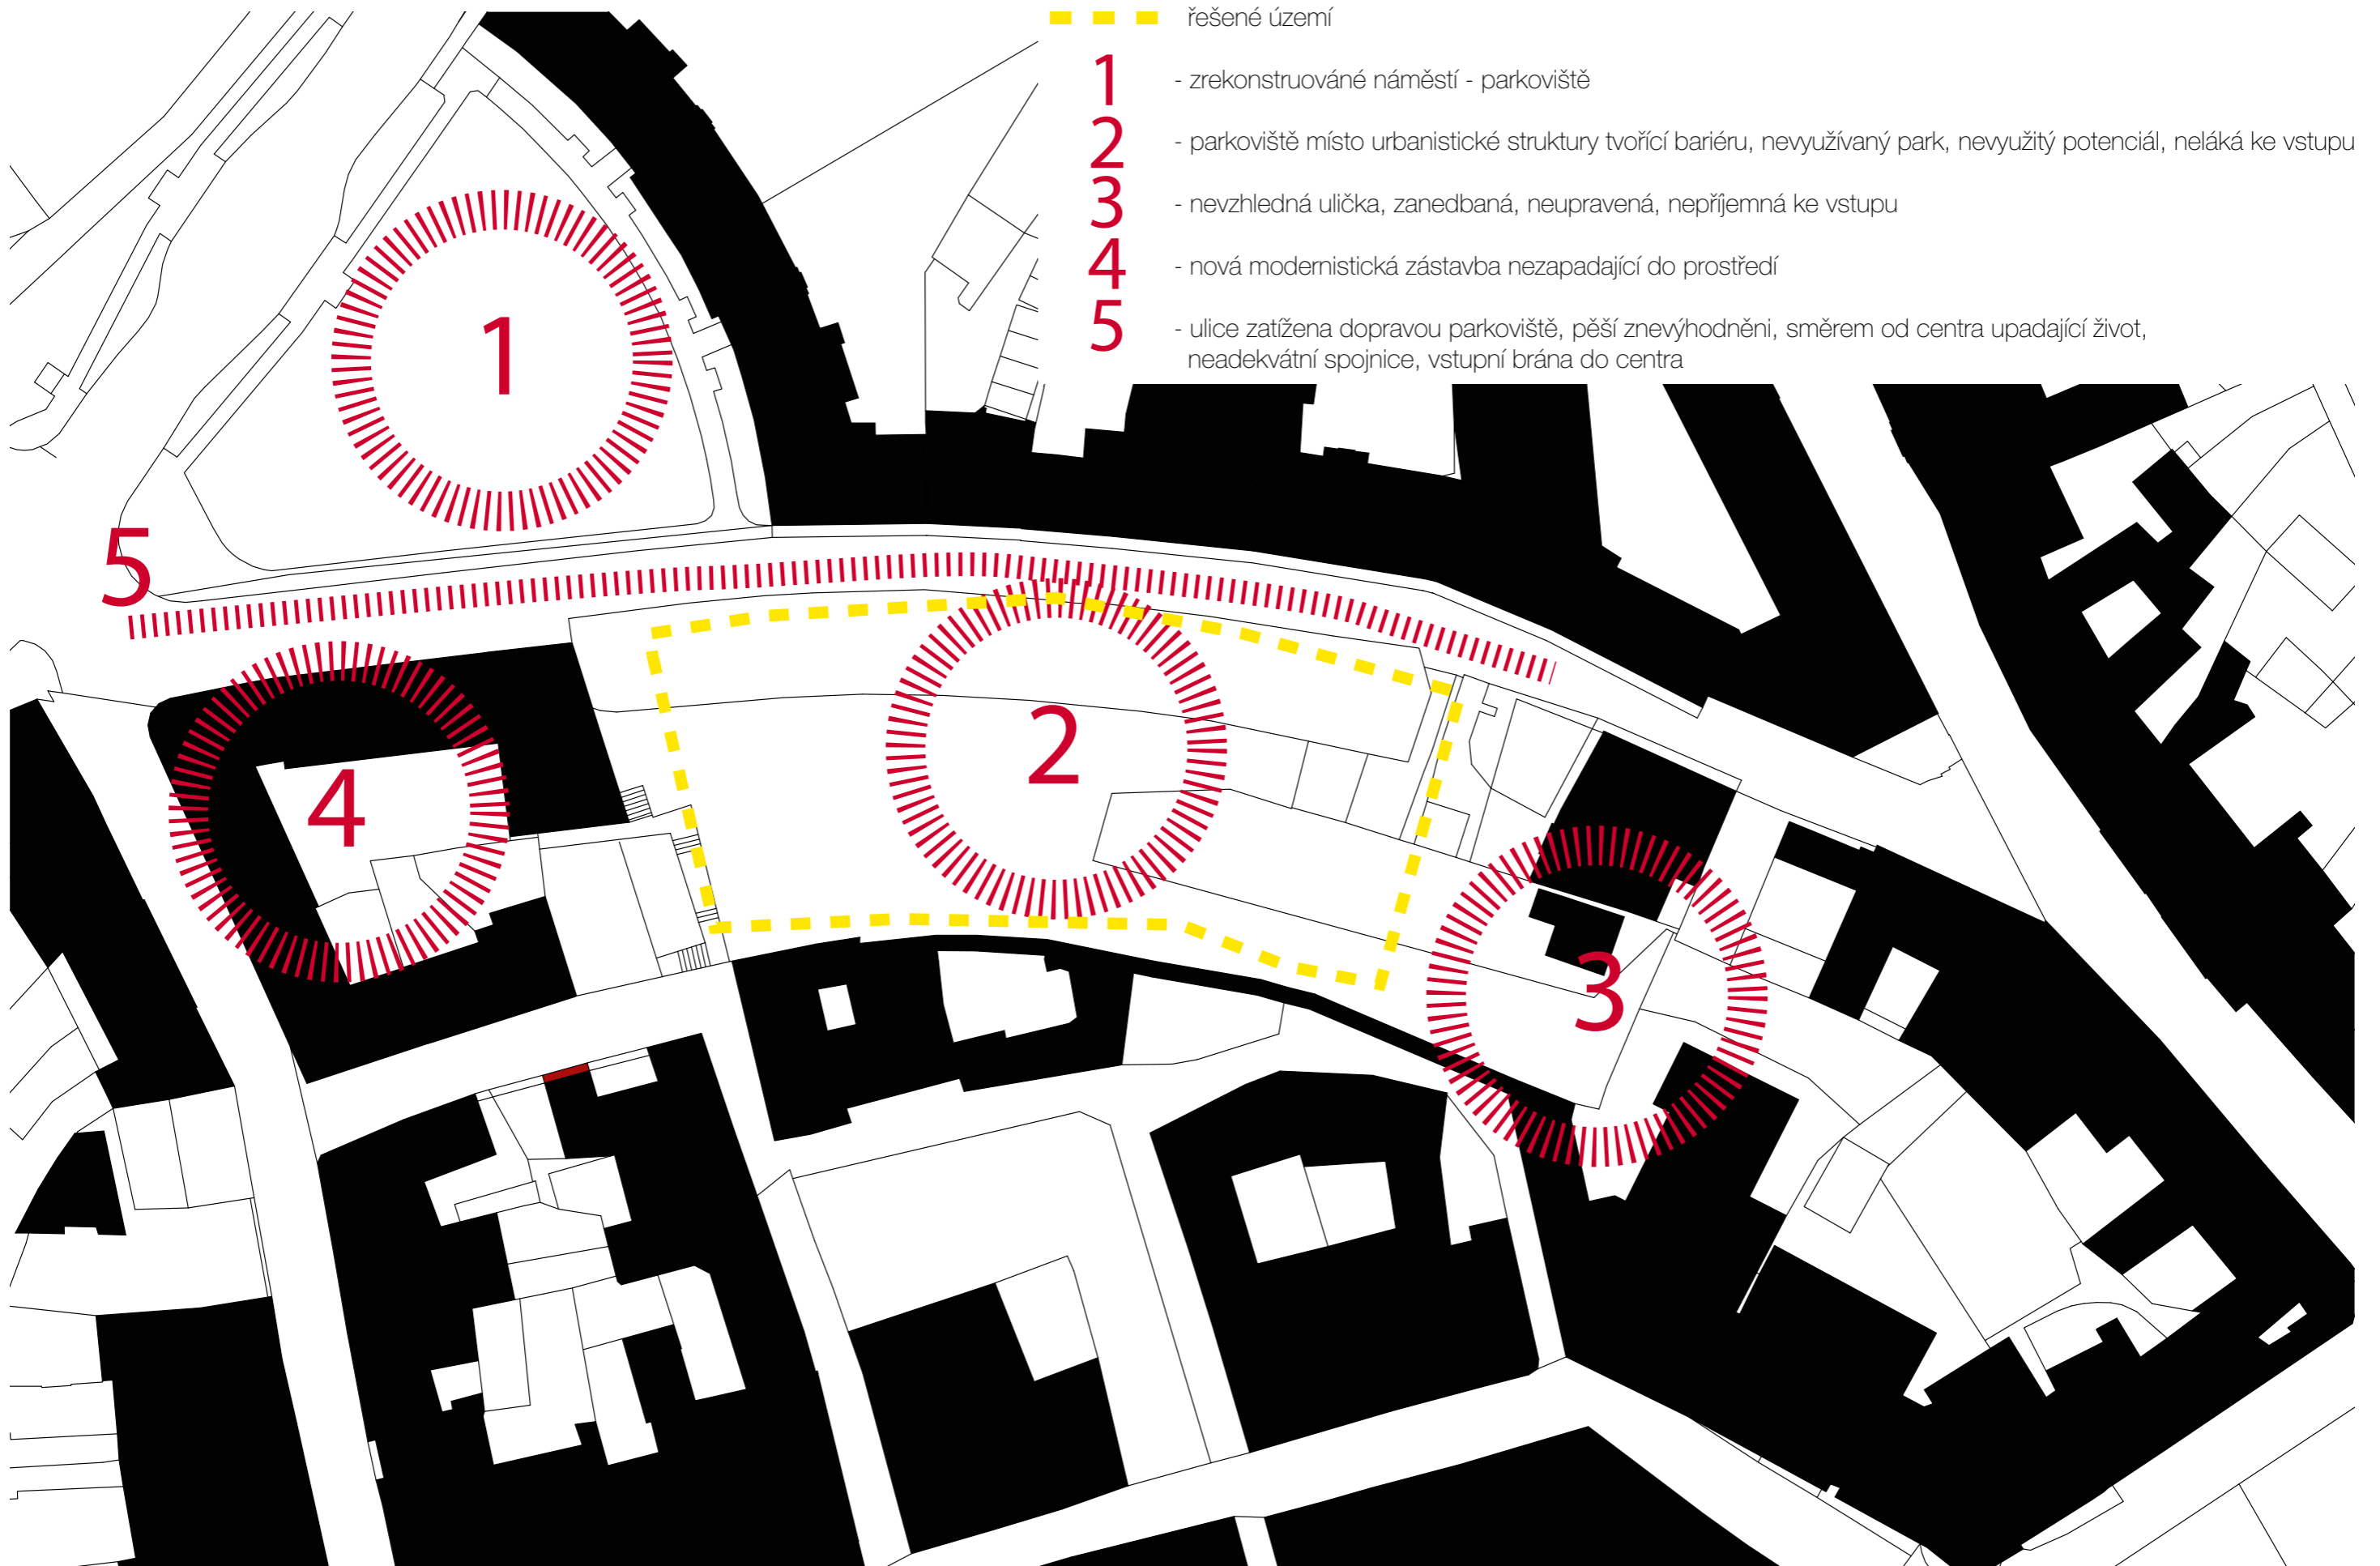 řešené území
1 - zrekonstruováné náměstí - parkoviště
2 - parkoviště místo urbanistické struktury tvořící bariéru, nevyužívaný park, nevyužitý potenciál, neláká ke vstupu
3 - nevzhledná ulička, zanedbaná, neupravená, nepříjemná ke vstupu
4 - nová modernistická zástavba nezapadající do prostředí
5 - ulice zatížena dopravou parkoviště, pěší znevýhodněni, směrem od centra upadající život,
neadekvátní spojnice, vstupní brána do centra
1
5
2
4
3